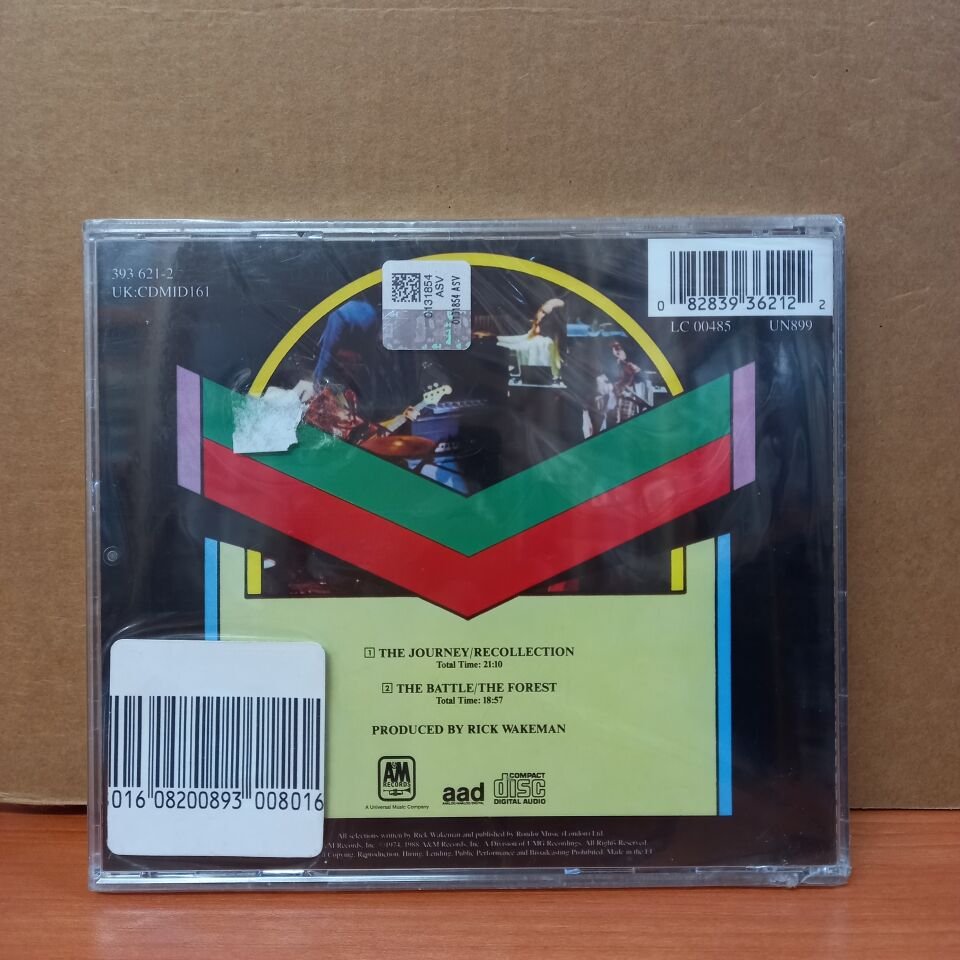 393 621-2
UK:CDMID161
0131854
ASV
0131854 ASV
0 82839 36212 2
LC 00485 UN899
1 THE JOURNEY/RECOLLECTION
Total Time: 21:10
2 THE BATTLE/THE FOREST
Total Time: 18:57
PRODUCED BY RICK WAKEMAN
A&M
RECORDS
A Universal Music Company
aad
ANALOG/ANALOG/DIGITAL
COMPACT
disc
DIGITAL AUDIO
016 08200893 008016
All selections written by Rick Wakeman and published by Rondor Music (London) Ltd.
Records, Inc. ©1974, 1988 A&M Records, Inc. A Division of UMG Recordings. All Rights Reserved.
Copying, Reproduction, Hiring, Lending, Public Performance and Broadcasting Prohibited. Made in the EU